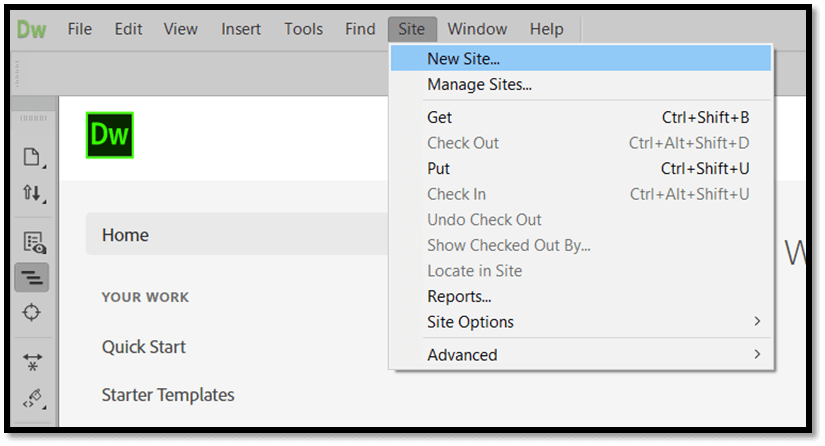 Dw File Edit View Insert Tools Find Site Window Help
New Site...
Manage Sites...
Get Ctrl+Shift+B
Check Out Ctrl+Alt+Shift+D
Put Ctrl+Shift+U
Check In Ctrl+Alt+Shift+U
Undo Check Out
Show Checked Out By...
Locate in Site
Reports...
Site Options
Advanced
Dw
Home
YOUR WORK
Quick Start
Starter Templates
W